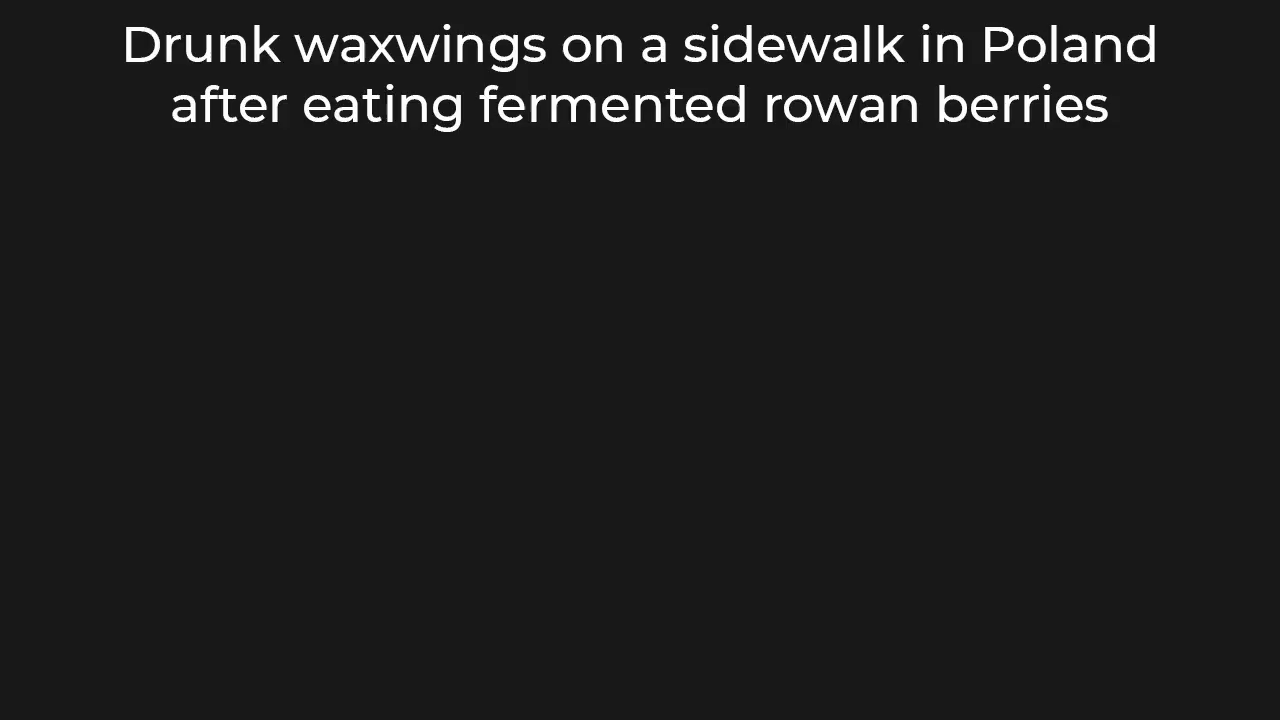 Drunk waxwings on a sidewalk in Poland
after eating fermented rowan berries